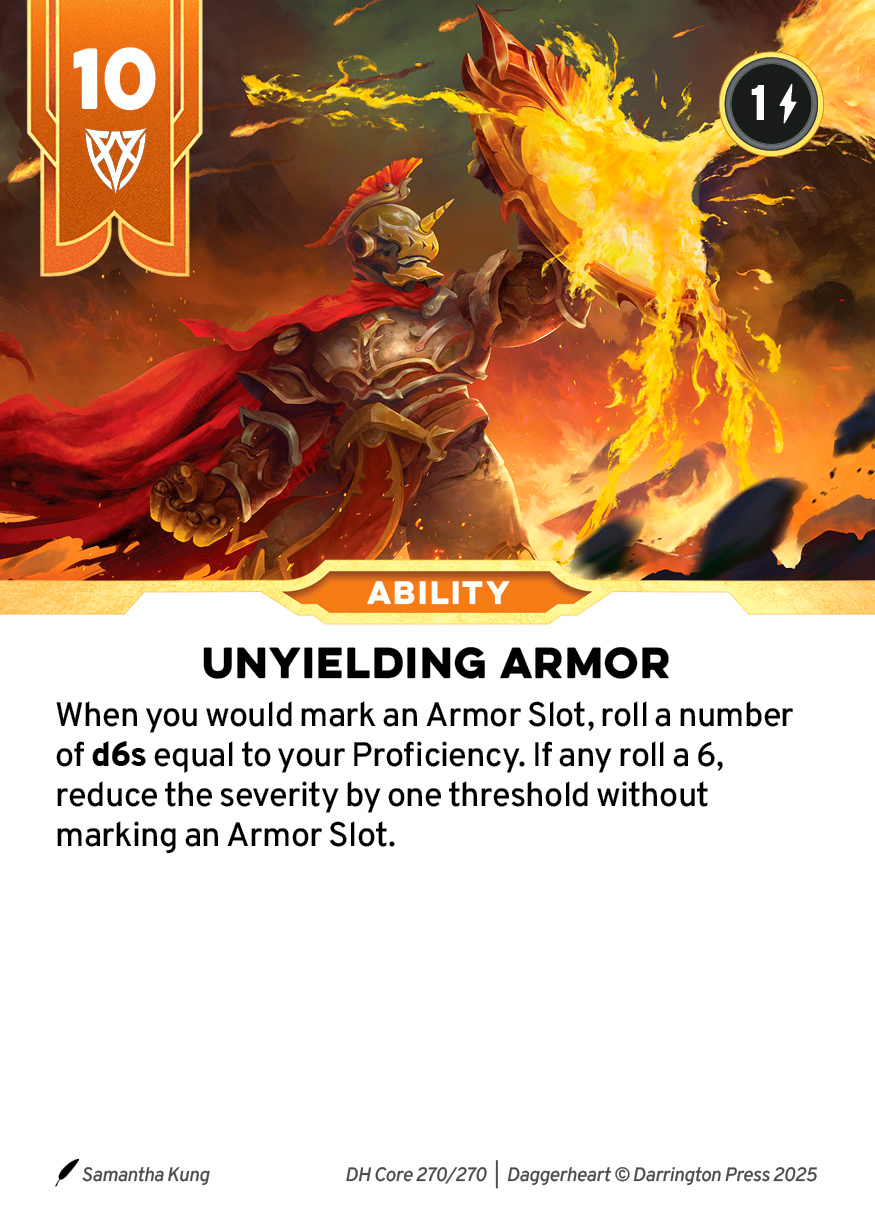 10
1
ABILITY
UNYIELDING ARMOR
When you would mark an Armor Slot, roll a number
of d6s equal to your Proficiency. If any roll a 6,
reduce the severity by one threshold without
marking an Armor Slot.
Samantha Kung
DH Core 270/270 | Daggerheart © Darrington Press 2025